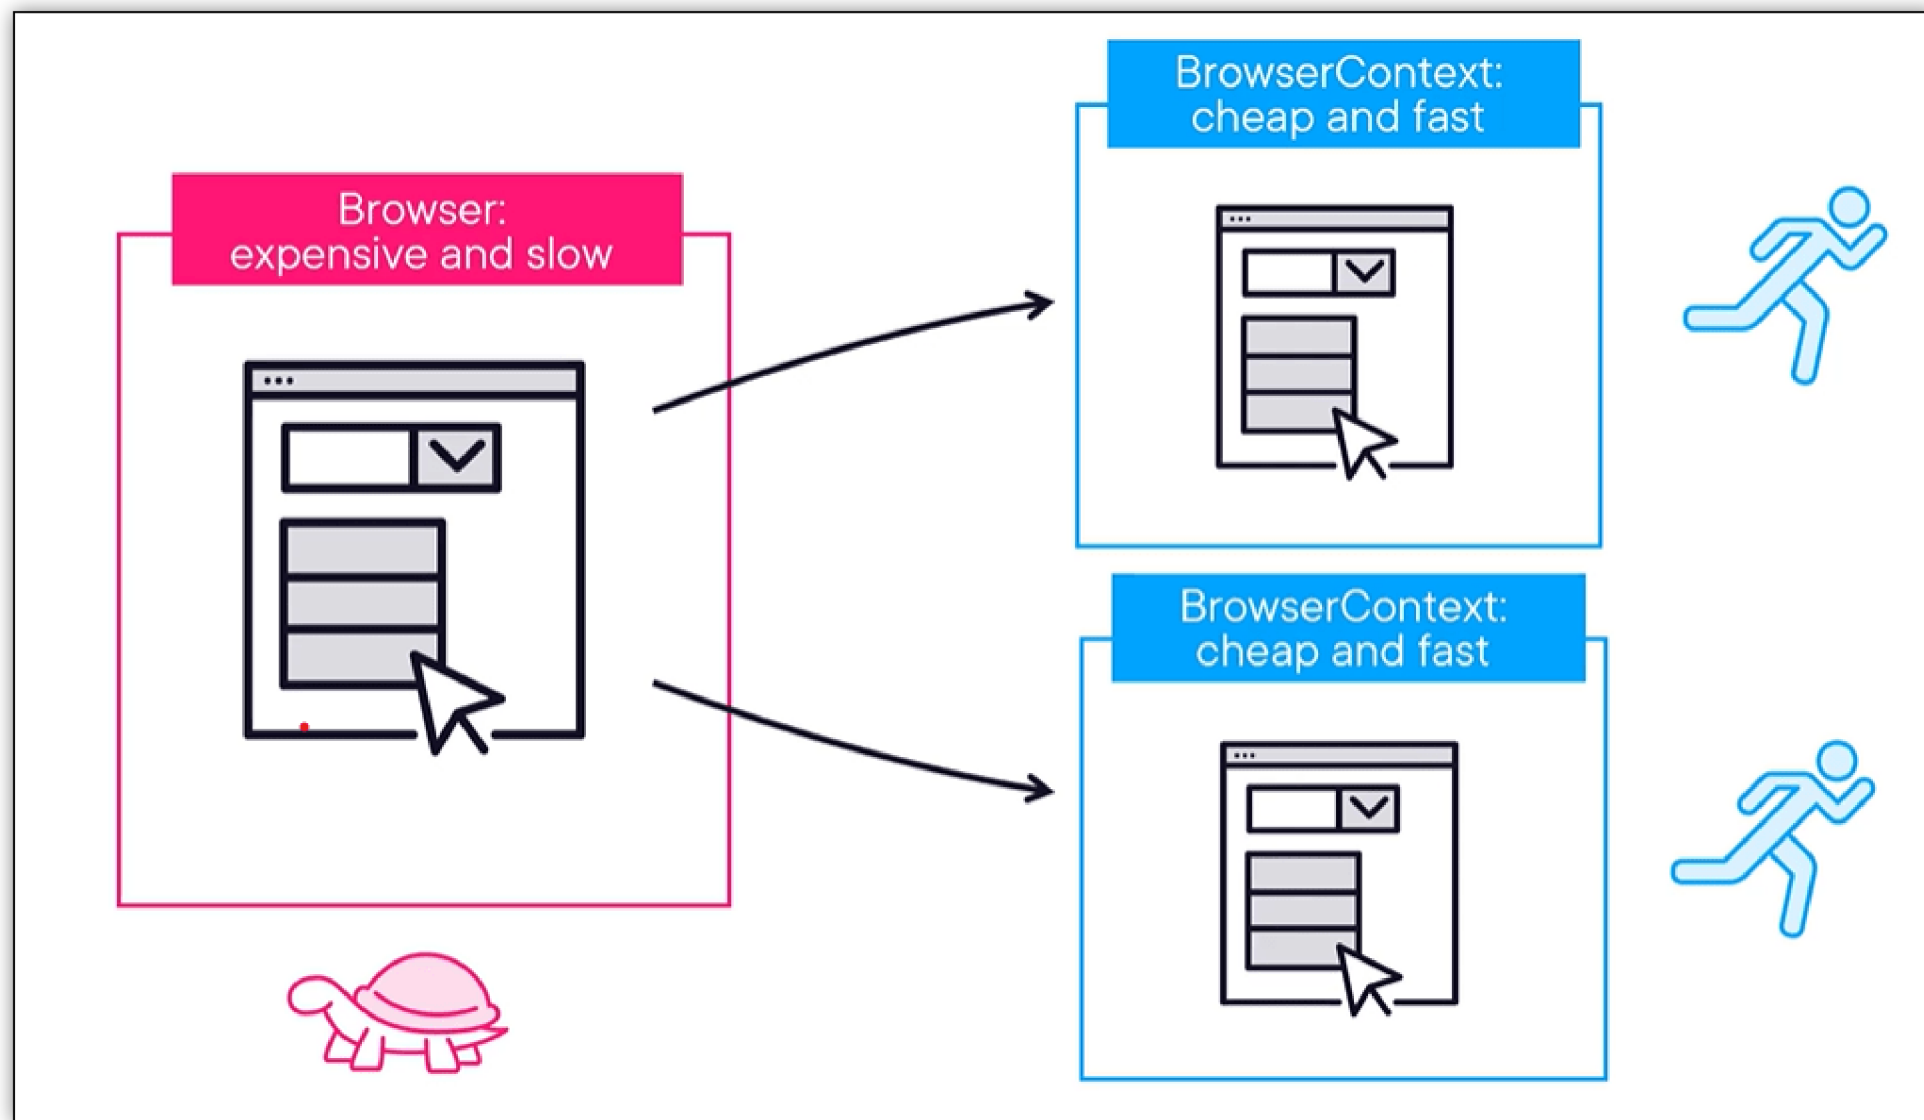 Browser:
expensive and slow
BrowserContext:
cheap and fast
BrowserContext:
cheap and fast